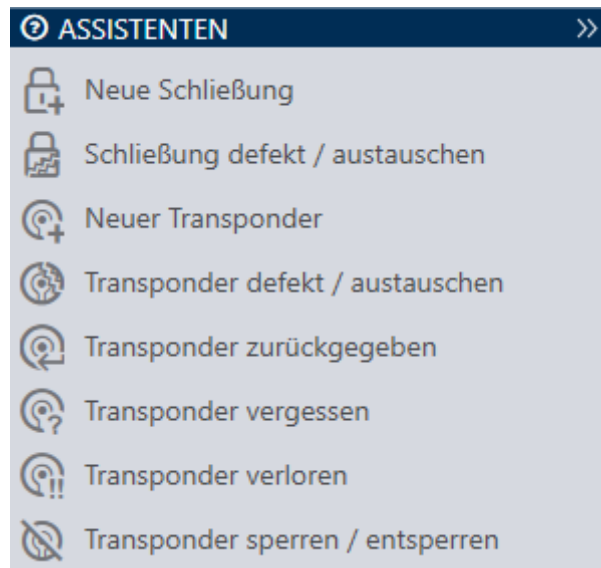 ASSISTENTEN
Neue Schließung
Schließung defekt / austauschen
Neuer Transponder
Transponder defekt / austauschen
Transponder zurückgegeben
Transponder vergessen
Transponder verloren
Transponder sperren / entsperren